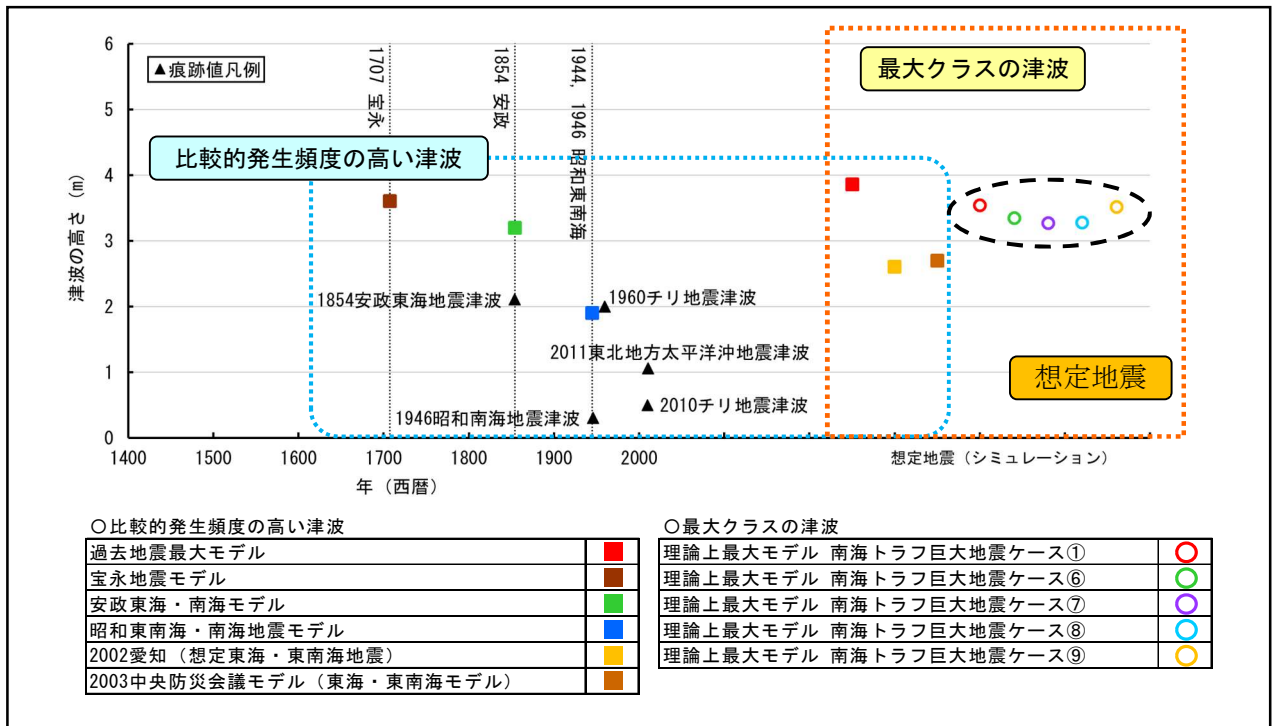 ▲痕跡値凡例
1707 宝永
1854 安政
1944, 1946 昭和東南海
最大クラスの津波
比較的発生頻度の高い津波
津波の高さ (m)
6
5
4
3
2
1
0
1854安政東海地震津波
1960チリ地震津波
2011東北地方太平洋沖地震津波
2010チリ地震津波
1946昭和南海地震津波
想定地震
1400 1500 1600 1700 1800 1900 2000
想定地震(シミュレーション)
年(西暦)
○比較的発生頻度の高い津波
過去地震最大モデル
宝永地震モデル
安政東海・南海モデル
昭和東南海・南海地震モデル
2002愛知(想定東海・東南海地震)
2003中央防災会議モデル(東海・東南海モデル)
○最大クラスの津波
理論上最大モデル 南海トラフ巨大地震ケース①
理論上最大モデル 南海トラフ巨大地震ケース⑥
理論上最大モデル 南海トラフ巨大地震ケース⑦
理論上最大モデル 南海トラフ巨大地震ケース⑧
理論上最大モデル 南海トラフ巨大地震ケース⑨